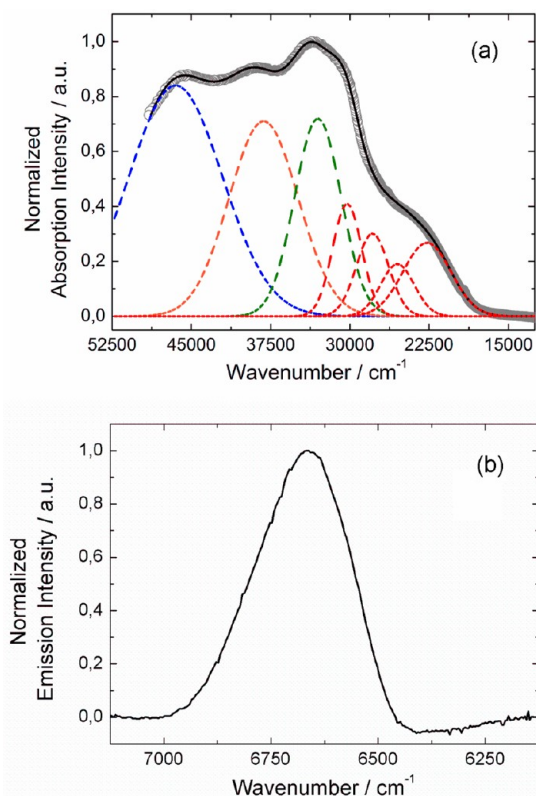 (a)
Normalized
Absorption Intensity / a.u.
1,0
0,8
0,6
0,4
0,2
0,0
52500 45000 37500 30000 22500 15000
Wavenumber / cm⁻¹
(b)
Normalized
Emission Intensity / a.u.
1,0
0,8
0,6
0,4
0,2
0,0
7000 6750 6500 6250
Wavenumber / cm⁻¹